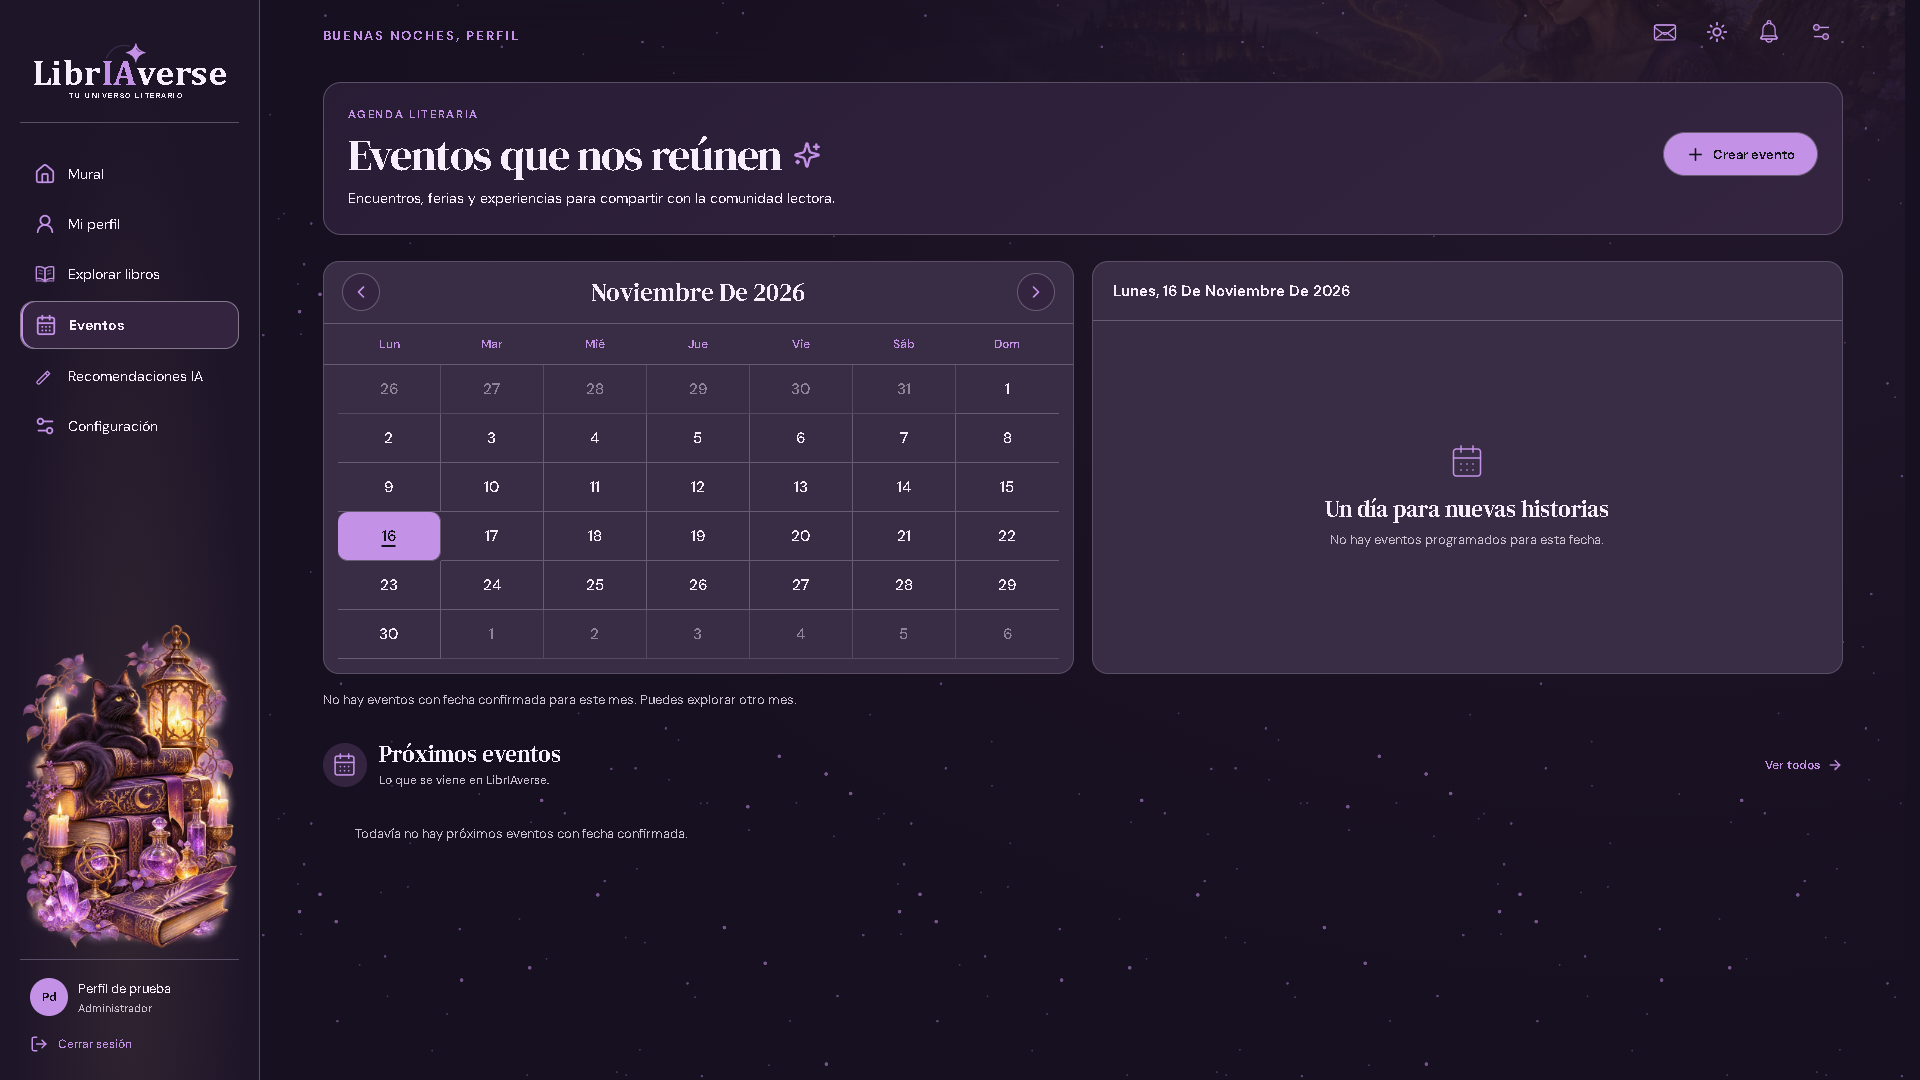 LibrIAverse
TU UNIVERSO LITERARIO
Mural
Mi perfil
Explorar libros
Eventos
Recomendaciones IA
Configuración
Pd
Perfil de prueba
Administrador
Cerrar sesión
BUENAS NOCHES, PERFIL
AGENDA LITERARIA
Eventos que nos reúnen
Encuentros, ferias y experiencias para compartir con la comunidad lectora.
Crear evento
Noviembre De 2026
Lun Mar Mié Jue Vie Sáb Dom
26 27 28 29 30 31 1
2 3 4 5 6 7 8
9 10 11 12 13 14 15
16 17 18 19 20 21 22
23 24 25 26 27 28 29
30 1 2 3 4 5 6
Lunes, 16 De Noviembre De 2026
Un día para nuevas historias
No hay eventos programados para esta fecha.
No hay eventos con fecha confirmada para este mes. Puedes explorar otro mes.
Próximos eventos
Lo que se viene en LibrIAverse.
Ver todos
Todavía no hay próximos eventos con fecha confirmada.